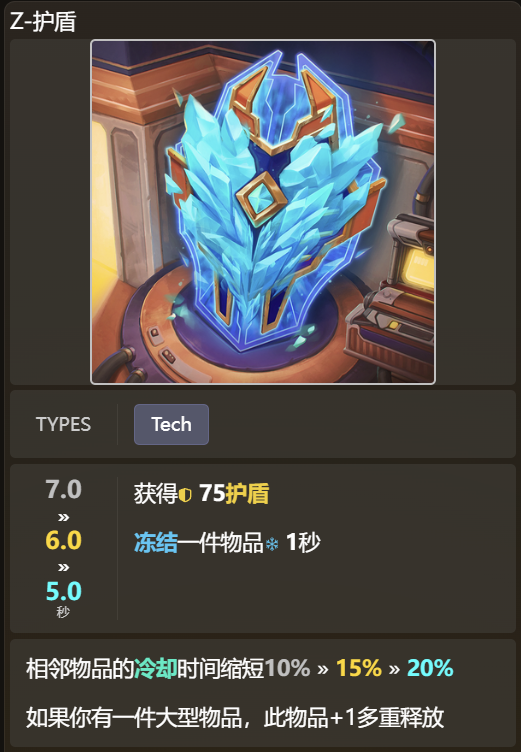 Z-护盾
TYPES
Tech
7.0
»
6.0
»
5.0
秒
获得 75护盾
冻结一件物品 1秒
相邻物品的冷却时间缩短10% » 15% » 20%
如果你有一件大型物品，此物品+1多重释放